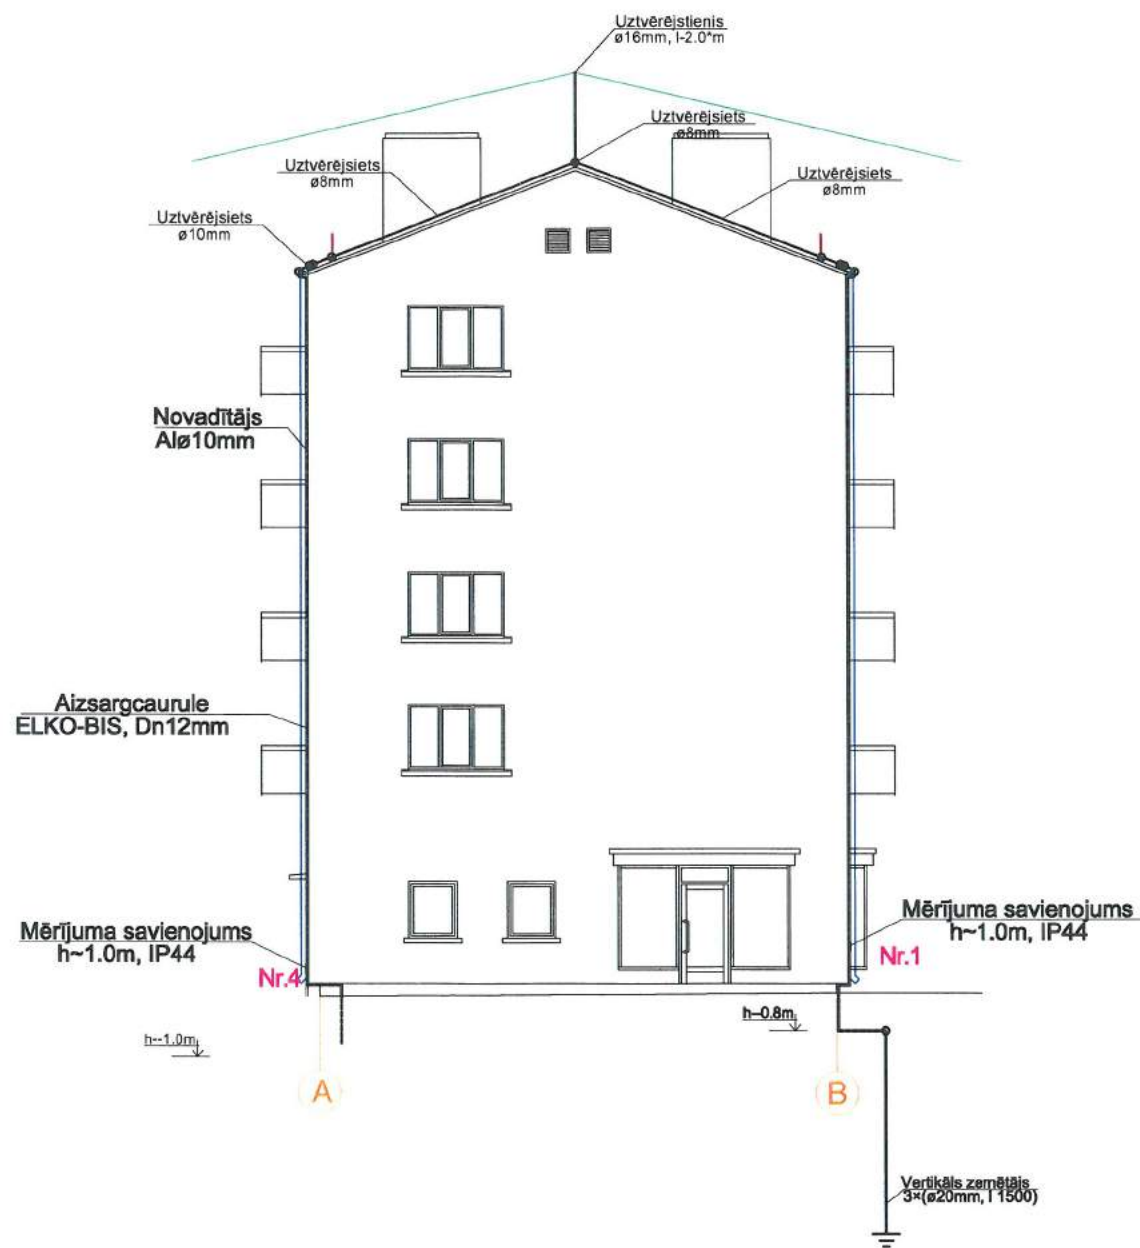 Uztvērējstienis
ø16mm, l-2.0*m
Uztvērējsiets
ø8mm
Uztvērējsiets
ø8mm
Uztvērējsiets
ø8mm
Uztvērējsiets
ø10mm
Novadītājs
Alø10mm
Aizsargcaurule
ELKO-BIS, Dn12mm
Mērījuma savienojums
h~1.0m, IP44
Nr.4
Mērījuma savienojums
h~1.0m, IP44
Nr.1
h--1.0m
h--0.8m
A
B
Vertikāls zemētājs
3×(ø20mm, l 1500)